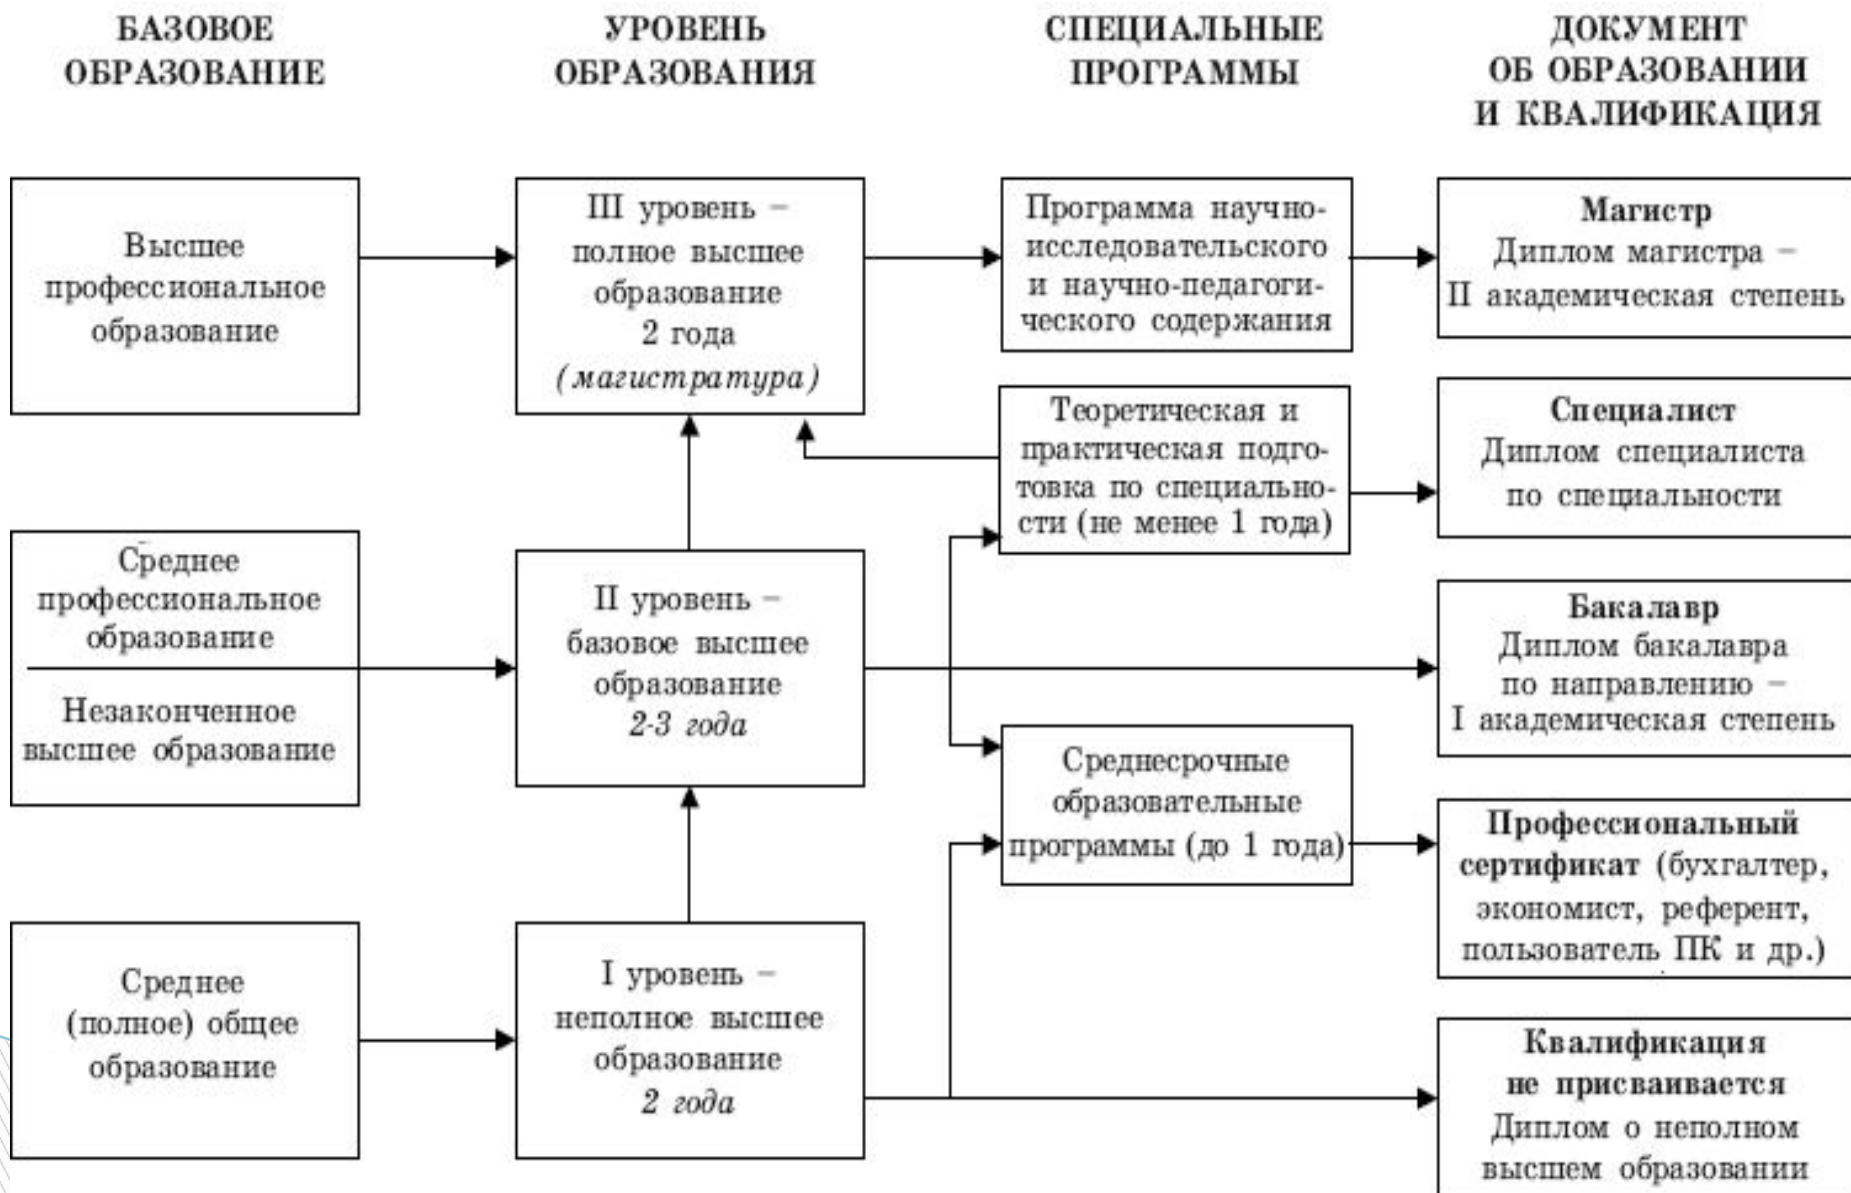 БАЗОВОЕ
ОБРАЗОВАНИЕ
УРОВЕНЬ
ОБРАЗОВАНИЯ
СПЕЦИАЛЬНЫЕ
ПРОГРАММЫ
ДОКУМЕНТ
ОБ ОБРАЗОВАНИИ
И КВАЛИФИКАЦИЯ
Высшее
профессиональное
образование
III уровень –
полное высшее
образование
2 года
(магистратура)
Программа научно-
исследовательского
и научно-педагоги-
ческого содержания
Магистр
Диплом магистра –
II академическая степень
Теоретическая и
практическая подго-
товка по специально-
сти (не менее 1 года)
Специалист
Диплом специалиста
по специальности
Среднее
профессиональное
образование
Незаконченное
высшее образование
II уровень –
базовое высшее
образование
2-3 года
Бакалавр
Диплом бакалавра
по направлению –
I академическая степень
Среднесрочные
образовательные
программы (до 1 года)
Профессиональный
сертификат (бухгалтер,
экономист, референт,
пользователь ПК и др.)
Среднее
(полное) общее
образование
I уровень –
неполное высшее
образование
2 года
Квалификация
не присваивается
Диплом о неполном
высшем образовании